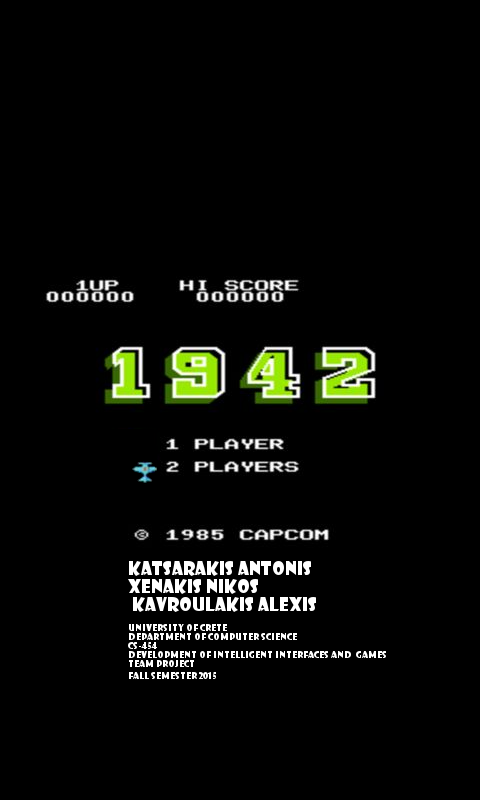 1UP HI SCORE
000000 000000
1942
1 PLAYER
2 PLAYERS
© 1985 CAPCOM
KATSARAKIS ANTONIS
XENAKIS NIKOS
KAVROULAKIS ALEXIS
UNIVERSITY OF CRETE
DEPARTMENT OF COMPUTER SCIENCE
CS-454
DEVELOPMENT OF INTELLIGENT INTERFACES AND GAMES
TEAM PROJECT
FALL SEMESTER 2015